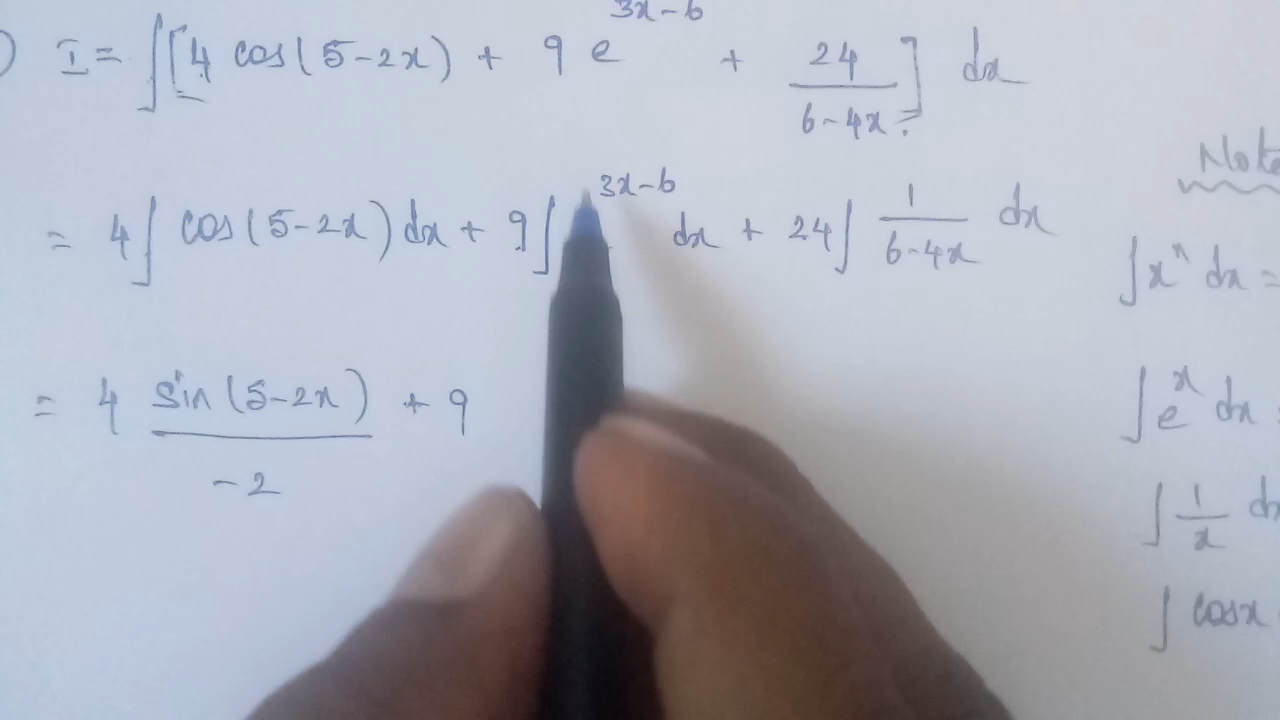 ) I = ∫[4 cos(5-2x) + 9 e^{3x-6} + 24/(6-4x)] dx
= 4∫ cos(5-2x) dx + 9∫ ^{3x-6} dx + 24∫ 1/(6-4x) dx
= 4 sin(5-2x)/-2 + 9
Note
∫x^n dx =
∫e^x dx
∫ 1/x dx
∫ cosx